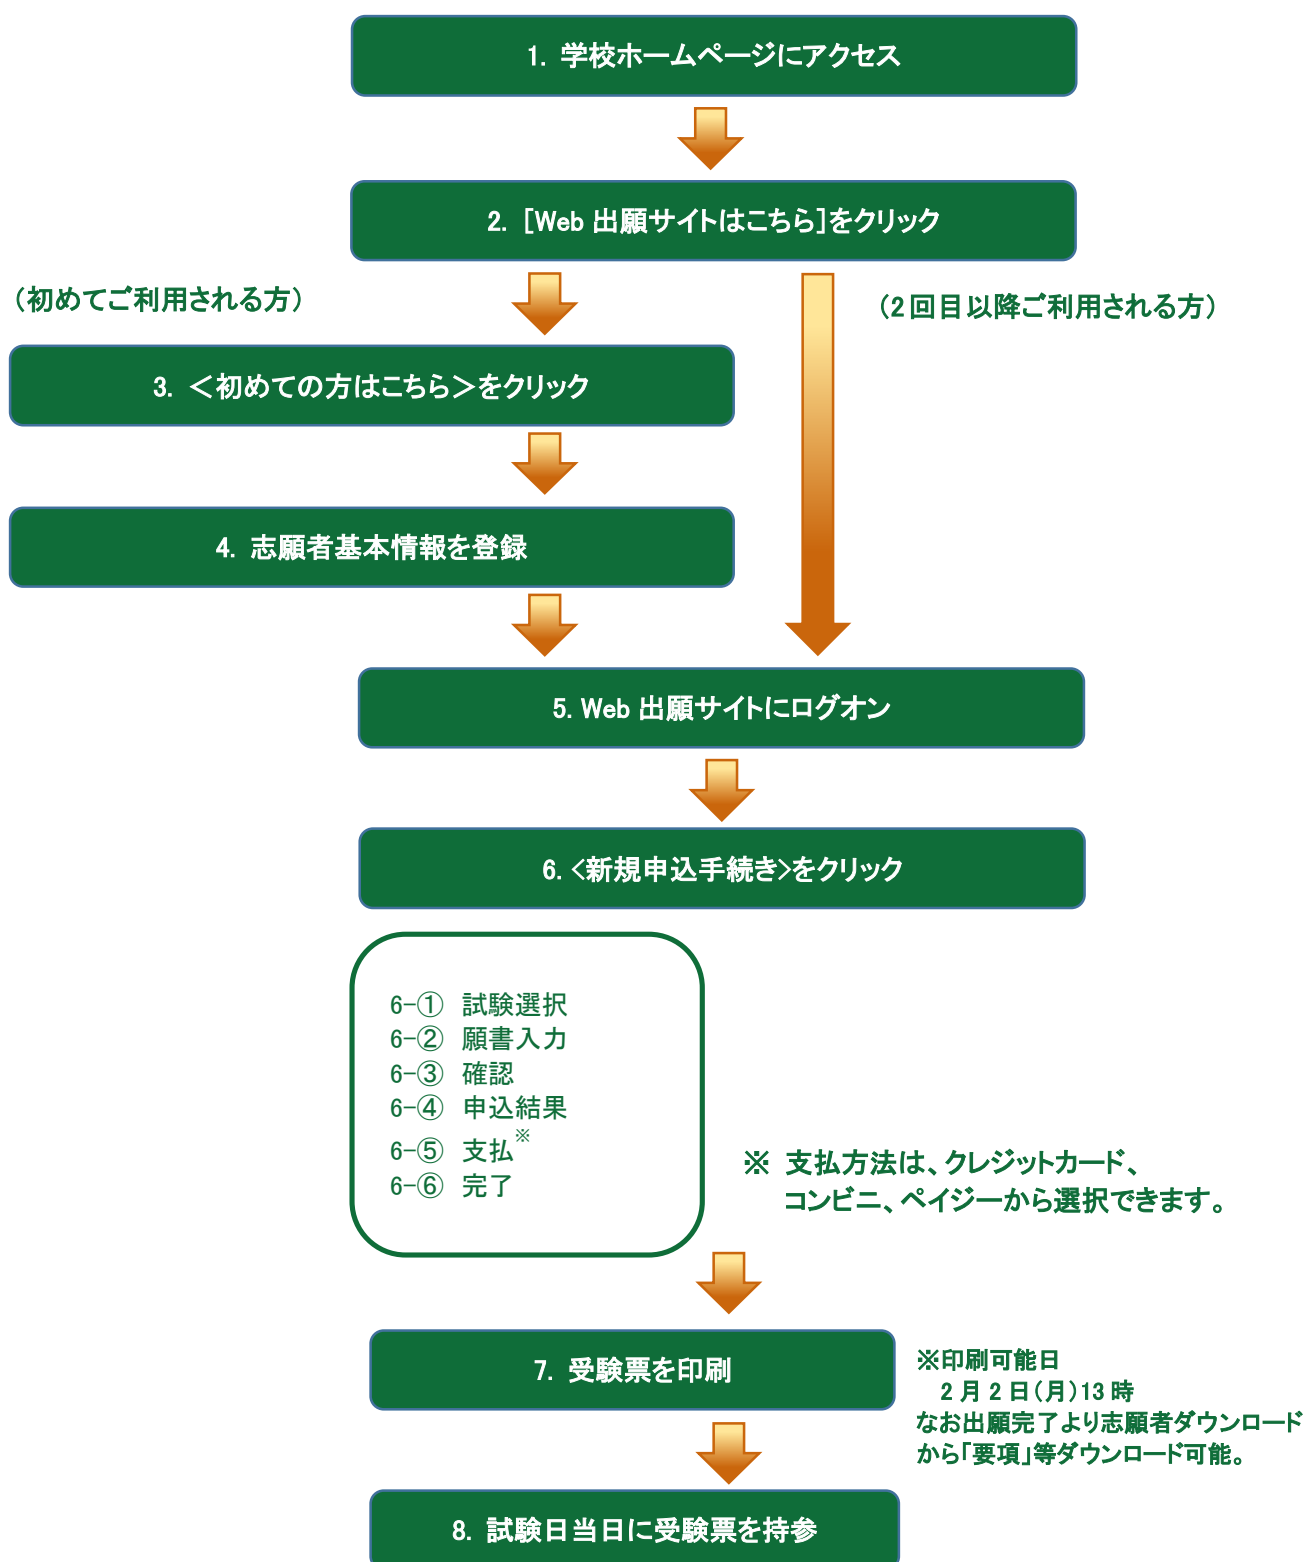 1. 学校ホームページにアクセス
2. [Web 出願サイトはこちら]をクリック
（初めてご利用される方）
（2回目以降ご利用される方）
3. ＜初めての方はこちら＞をクリック
4. 志願者基本情報を登録
5. Web 出願サイトにログオン
6. <新規申込手続き>をクリック
6-① 試験選択
6-② 願書入力
6-③ 確認
6-④ 申込結果
6-⑤ 支払※
6-⑥ 完了
※ 支払方法は、クレジットカード、
コンビニ、ペイジーから選択できます。
7. 受験票を印刷
※印刷可能日
2 月 2 日（月）13 時
なお出願完了より志願者ダウンロード
から「要項」等ダウンロード可能。
8. 試験日当日に受験票を持参